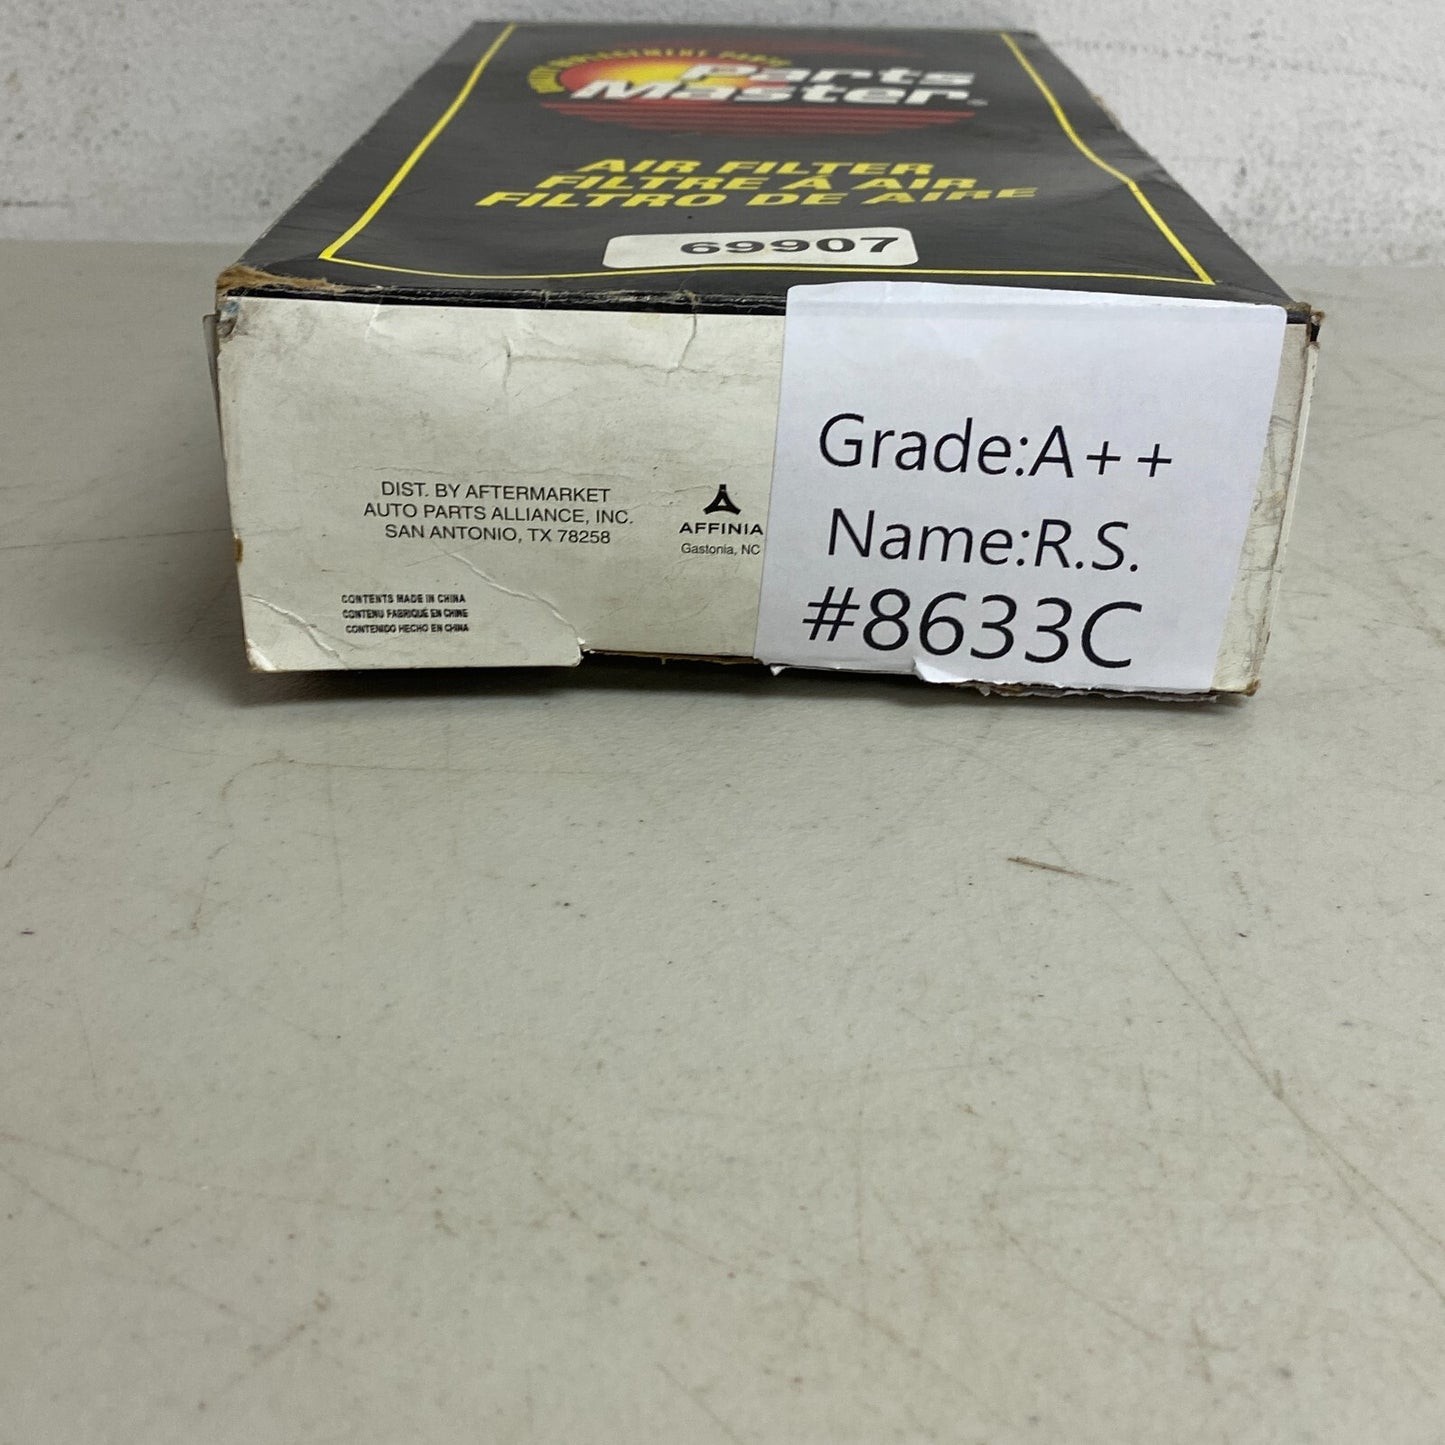 REPLACEMENT PARTS
Parts
Master
AIR FILTER
FILTRE À AIR
FILTRO DE AIRE
69907
DIST. BY AFTERMARKET
AUTO PARTS ALLIANCE, INC.
SAN ANTONIO, TX 78258
AFFINIA
Gastonia, NC
CONTENTS MADE IN CHINA
CONTENU FABRIQUÉ EN CHINE
CONTENIDO HECHO EN CHINA
Grade:A++
Name:R.S.
#8633C